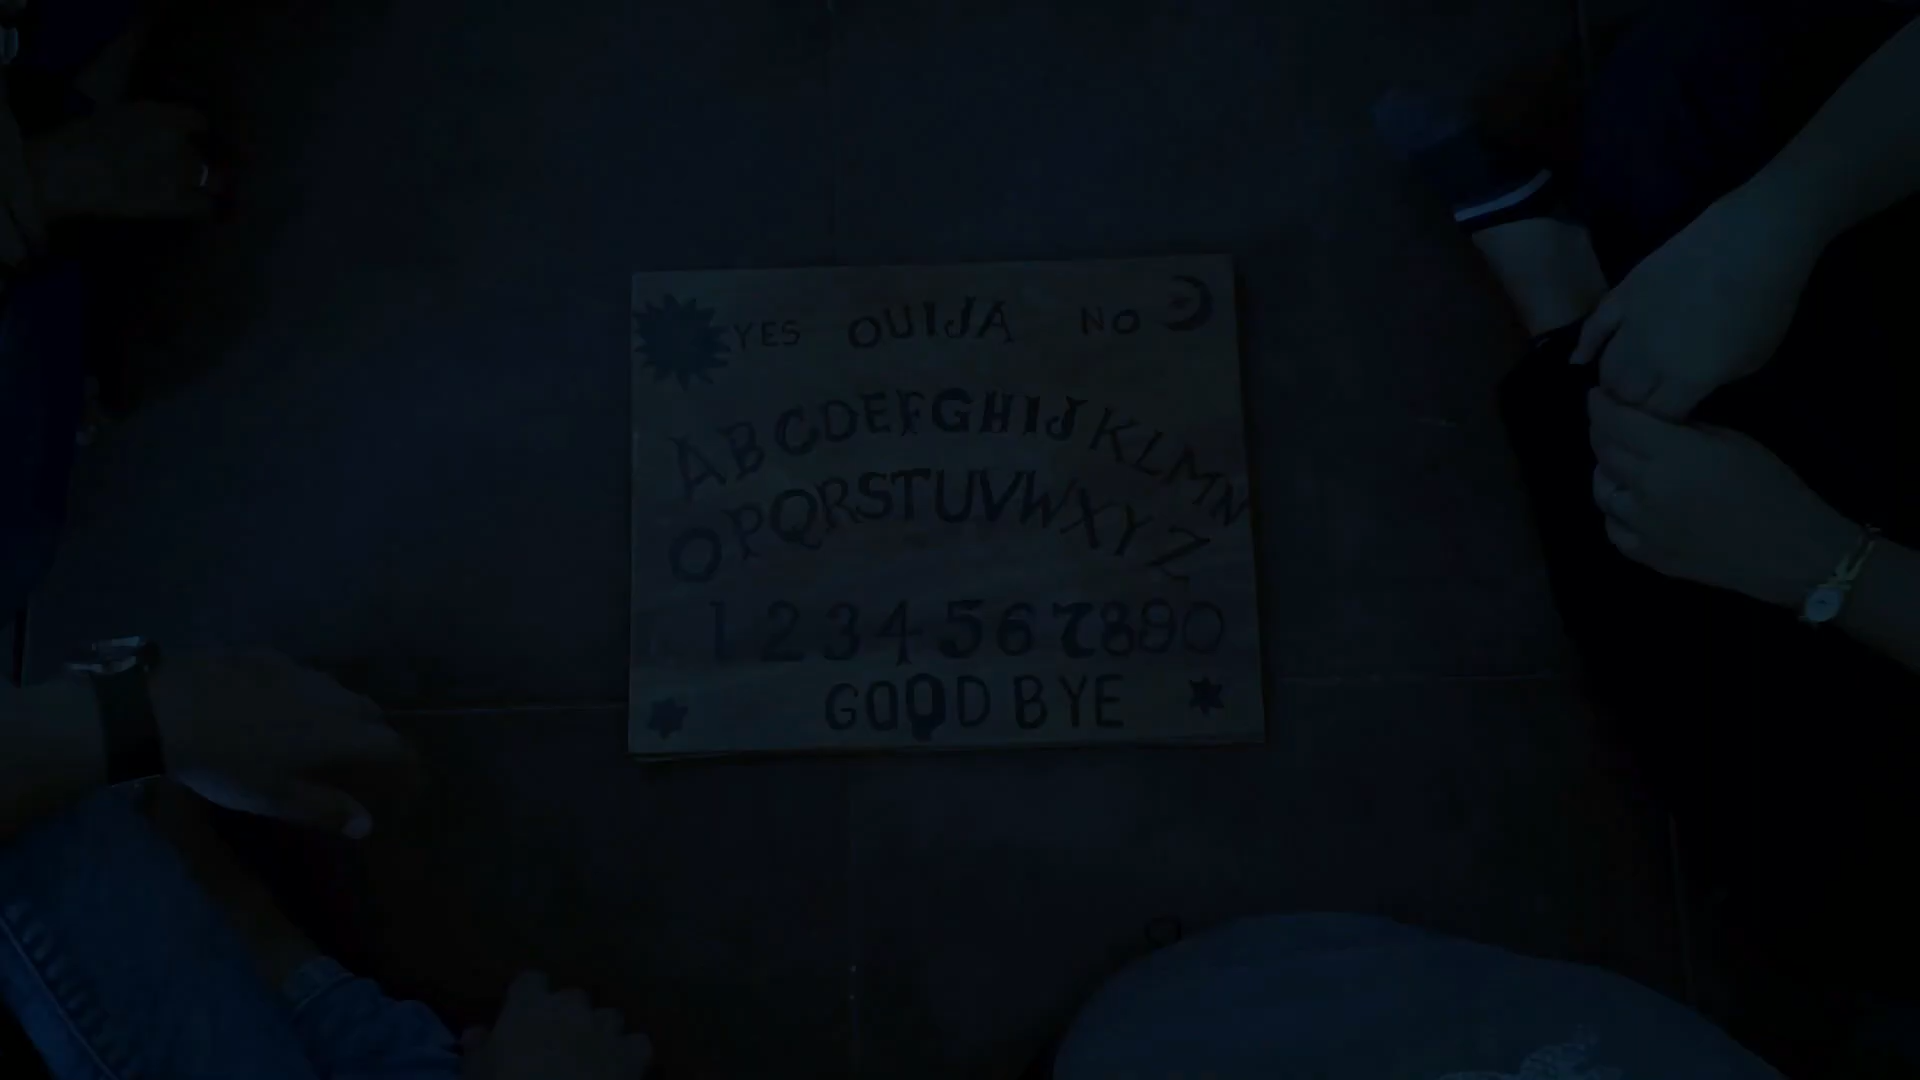 YES OUIJA NO
ABCDEFGHIJKLMN
OPQRSTUVWXYZ
1234567890
GOOD BYE